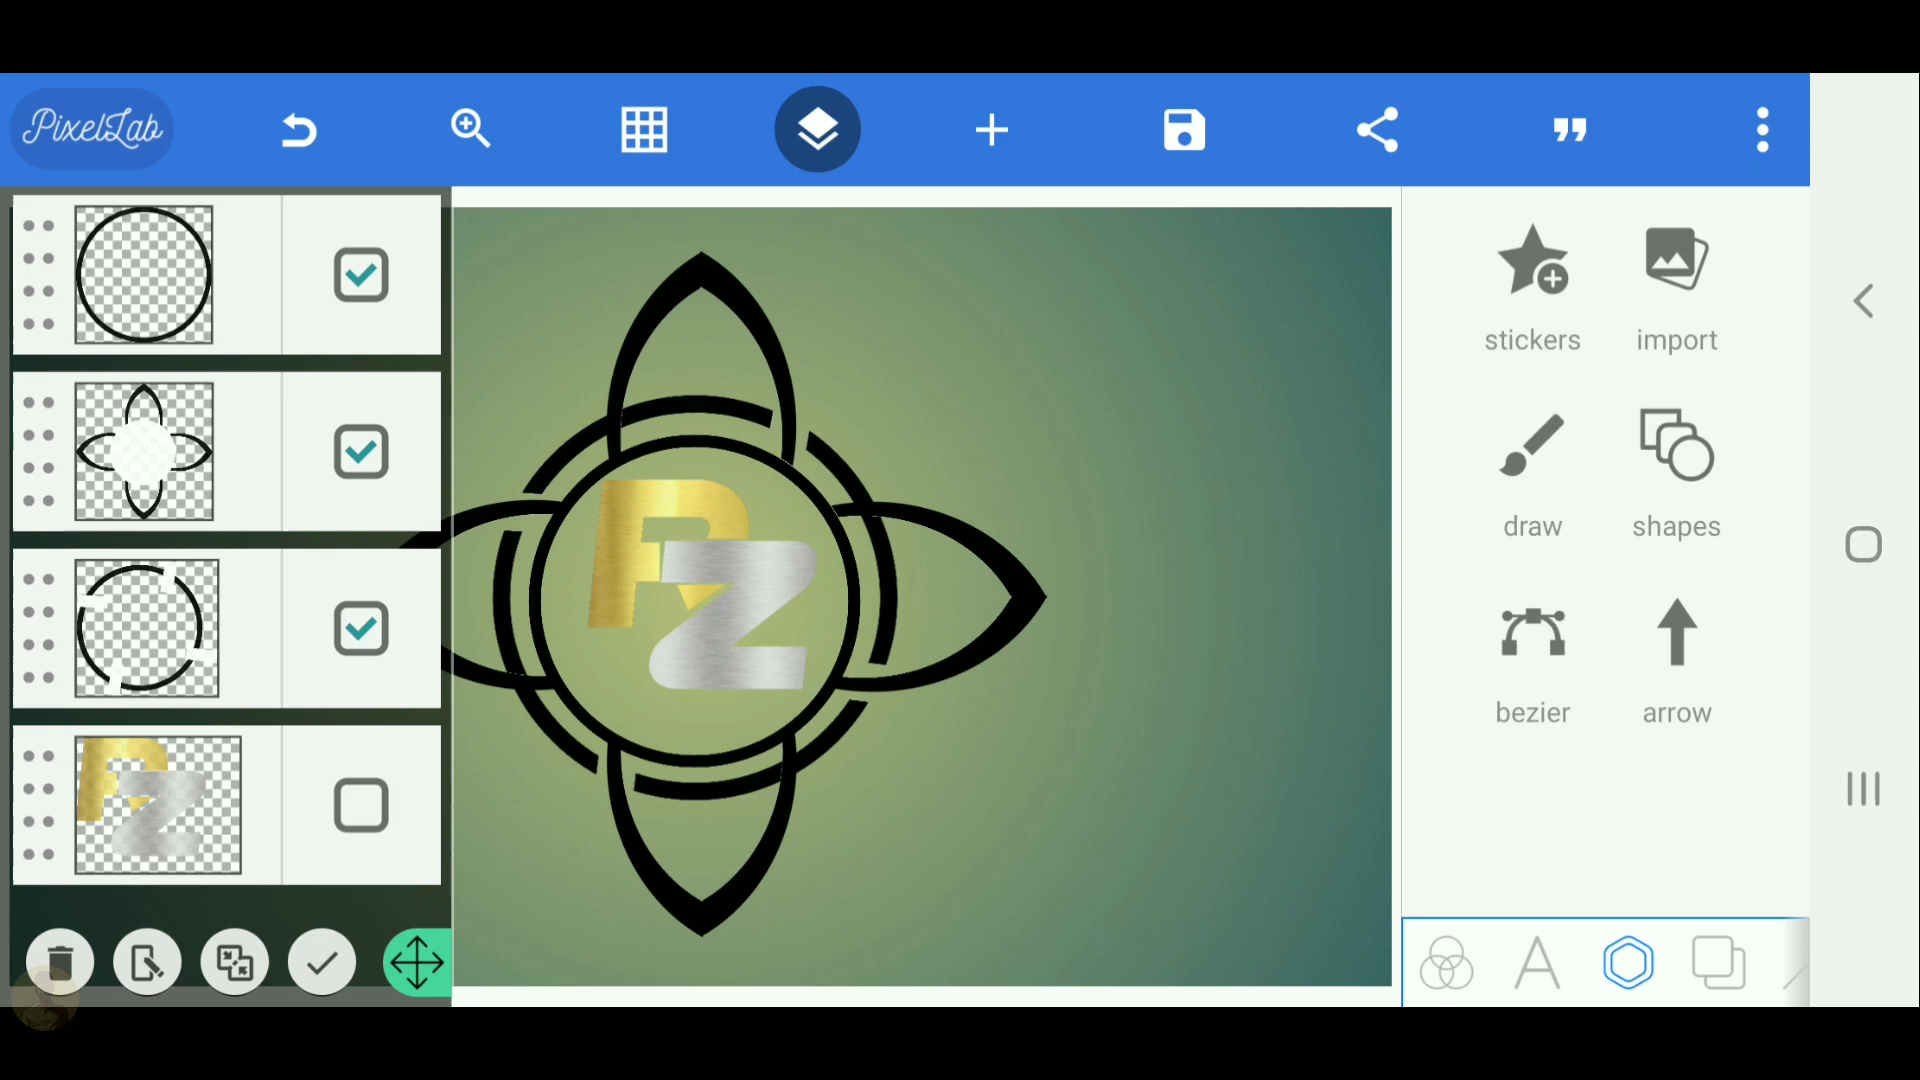 PixelLab
stickers
import
PZ
draw
shapes
bezier
arrow